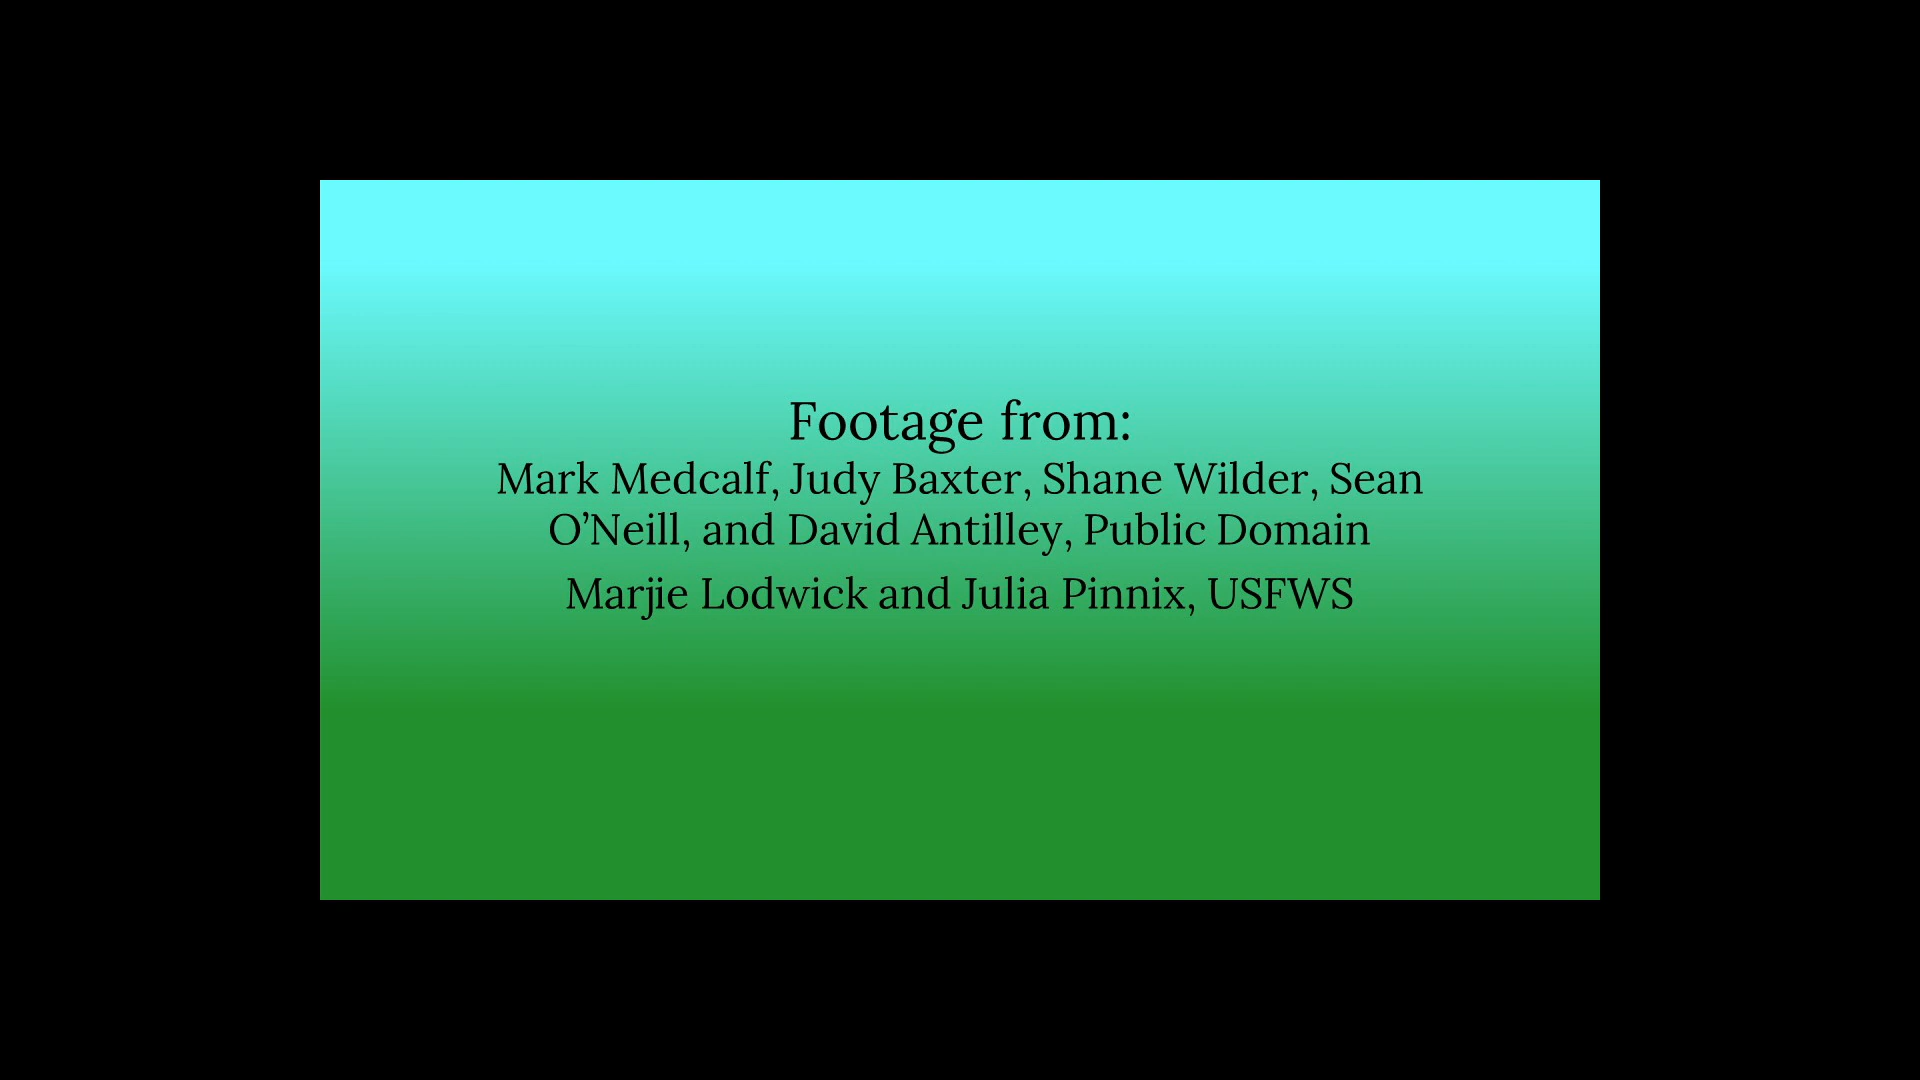 Footage from:
Mark Medcalf, Judy Baxter, Shane Wilder, Sean
O’Neill, and David Antilley, Public Domain
Marjie Lodwick and Julia Pinnix, USFWS